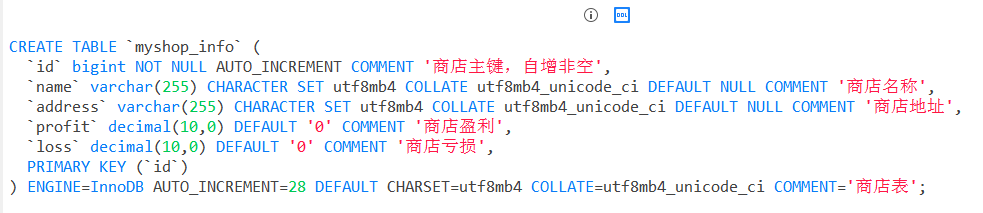 DDL
CREATE TABLE `myshop_info` (
  `id` bigint NOT NULL AUTO_INCREMENT COMMENT '商店主键，自增非空',
  `name` varchar(255) CHARACTER SET utf8mb4 COLLATE utf8mb4_unicode_ci DEFAULT NULL COMMENT '商店名称',
  `address` varchar(255) CHARACTER SET utf8mb4 COLLATE utf8mb4_unicode_ci DEFAULT NULL COMMENT '商店地址',
  `profit` decimal(10,0) DEFAULT '0' COMMENT '商店盈利',
  `loss` decimal(10,0) DEFAULT '0' COMMENT '商店亏损',
  PRIMARY KEY (`id`)
) ENGINE=InnoDB AUTO_INCREMENT=28 DEFAULT CHARSET=utf8mb4 COLLATE=utf8mb4_unicode_ci COMMENT='商店表';